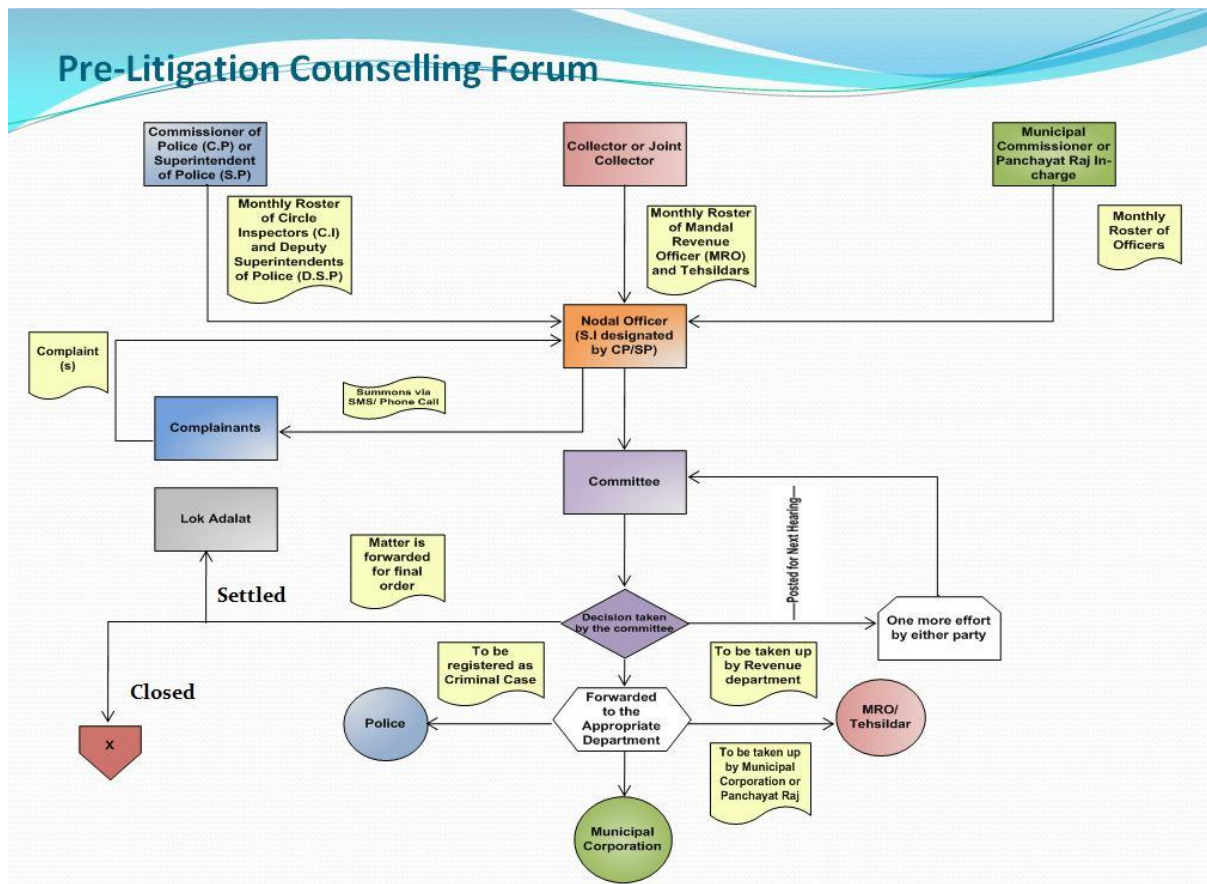 Pre-Litigation Counselling Forum
Commissioner of
Police (C.P) or
Superintendent
of Police (S.P)
Collector or Joint
Collector
Municipal
Commissioner or
Panchayat Raj In-
charge
Monthly Roster
of Circle
Inspectors (C.I)
and Deputy
Superintendents
of Police (D.S.P)
Monthly Roster
of Mandal
Revenue
Officer (MRO)
and Tehsildars
Monthly
Roster of
Officers
Nodal Officer
(S.I designated
by CP/SP)
Complaint
(s)
Summons via
SMS/ Phone Call
Complainants
Committee
Lok Adalat
Posted for Next Hearing
Matter is
forwarded
for final
order
Settled
Decision taken
by the committee
One more effort
by either party
To be
registered as
Criminal Case
To be taken up
by Revenue
department
Closed
Forwarded
to the
Appropriate
Department
Police
MRO/
Tehsildar
X
To be taken up
by Municipal
Corporation or
Panchayat Raj
Municipal
Corporation